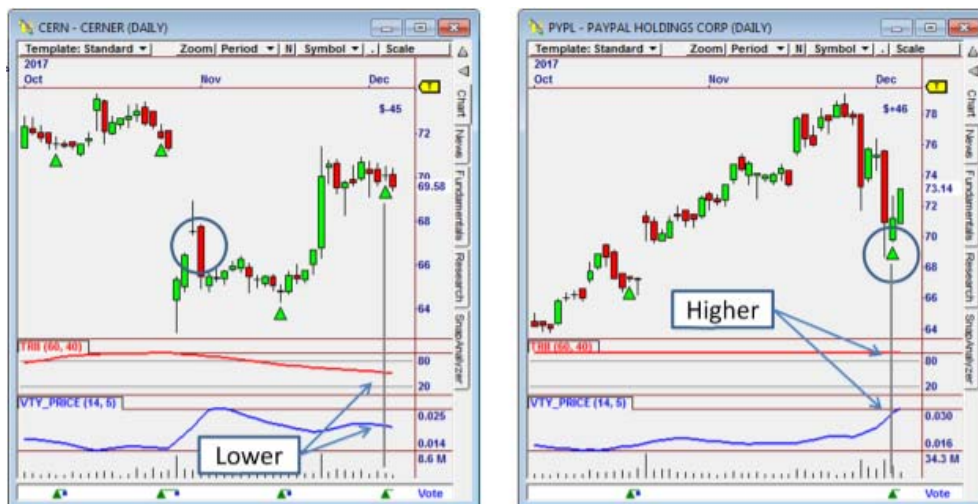 CERN - CERNER (DAILY)
Template: Standard Zoom Period N Symbol . Scale
2017
Oct Nov Dec
$-45
72
70
69.58
68
66
64
TRII (60, 40)
80
20
VTY_PRICE (14, 5)
0.025
0.014
8.6 M
Lower
Vote
Chart
News
Fundamentals
Research
SnapAnalyzer
PYPL - PAYPAL HOLDINGS CORP (DAILY)
Template: Standard Zoom Period N Symbol . Scale
2017
Oct Nov Dec
$+46
78
76
74
73.14
72
70
68
66
64
Higher
TRII (60, 40)
80
20
VTY_PRICE (14, 5)
0.030
0.016
34.3 M
Vote
Chart
News
Fundamentals
Research
SnapAnalyzer